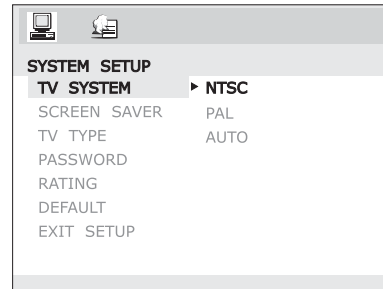 SYSTEM SETUP
TV SYSTEM NTSC
SCREEN SAVER PAL
TV TYPE AUTO
PASSWORD
RATING
DEFAULT
EXIT SETUP